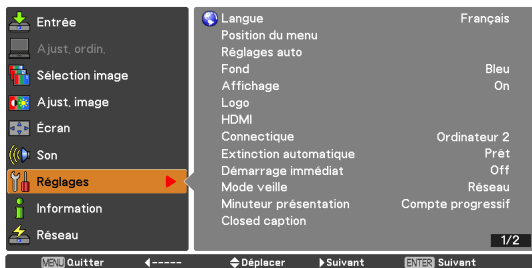 Entrée
Ajust. ordin.
Sélection image
Ajust. image
Écran
Son
Réglages
Information
Réseau
Langue Français
Position du menu
Réglages auto
Fond Bleu
Affichage On
Logo
HDMI
Connectique Ordinateur 2
Extinction automatique Prêt
Démarrage immédiat Off
Mode veille Réseau
Minuteur présentation Compte progressif
Closed caption
1/2
MENU Quitter ----- Déplacer Suivant ENTER Suivant